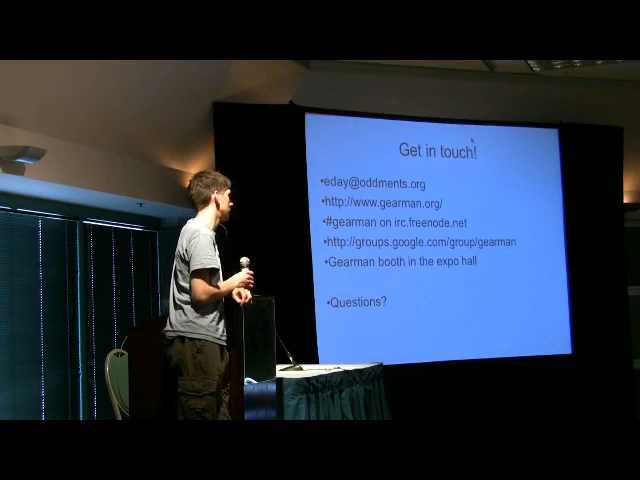 Get in touch!
•eday@oddments.org
•http://www.gearman.org/
•#gearman on irc.freenode.net
•http://groups.google.com/group/gearman
•Gearman booth in the expo hall
•Questions?